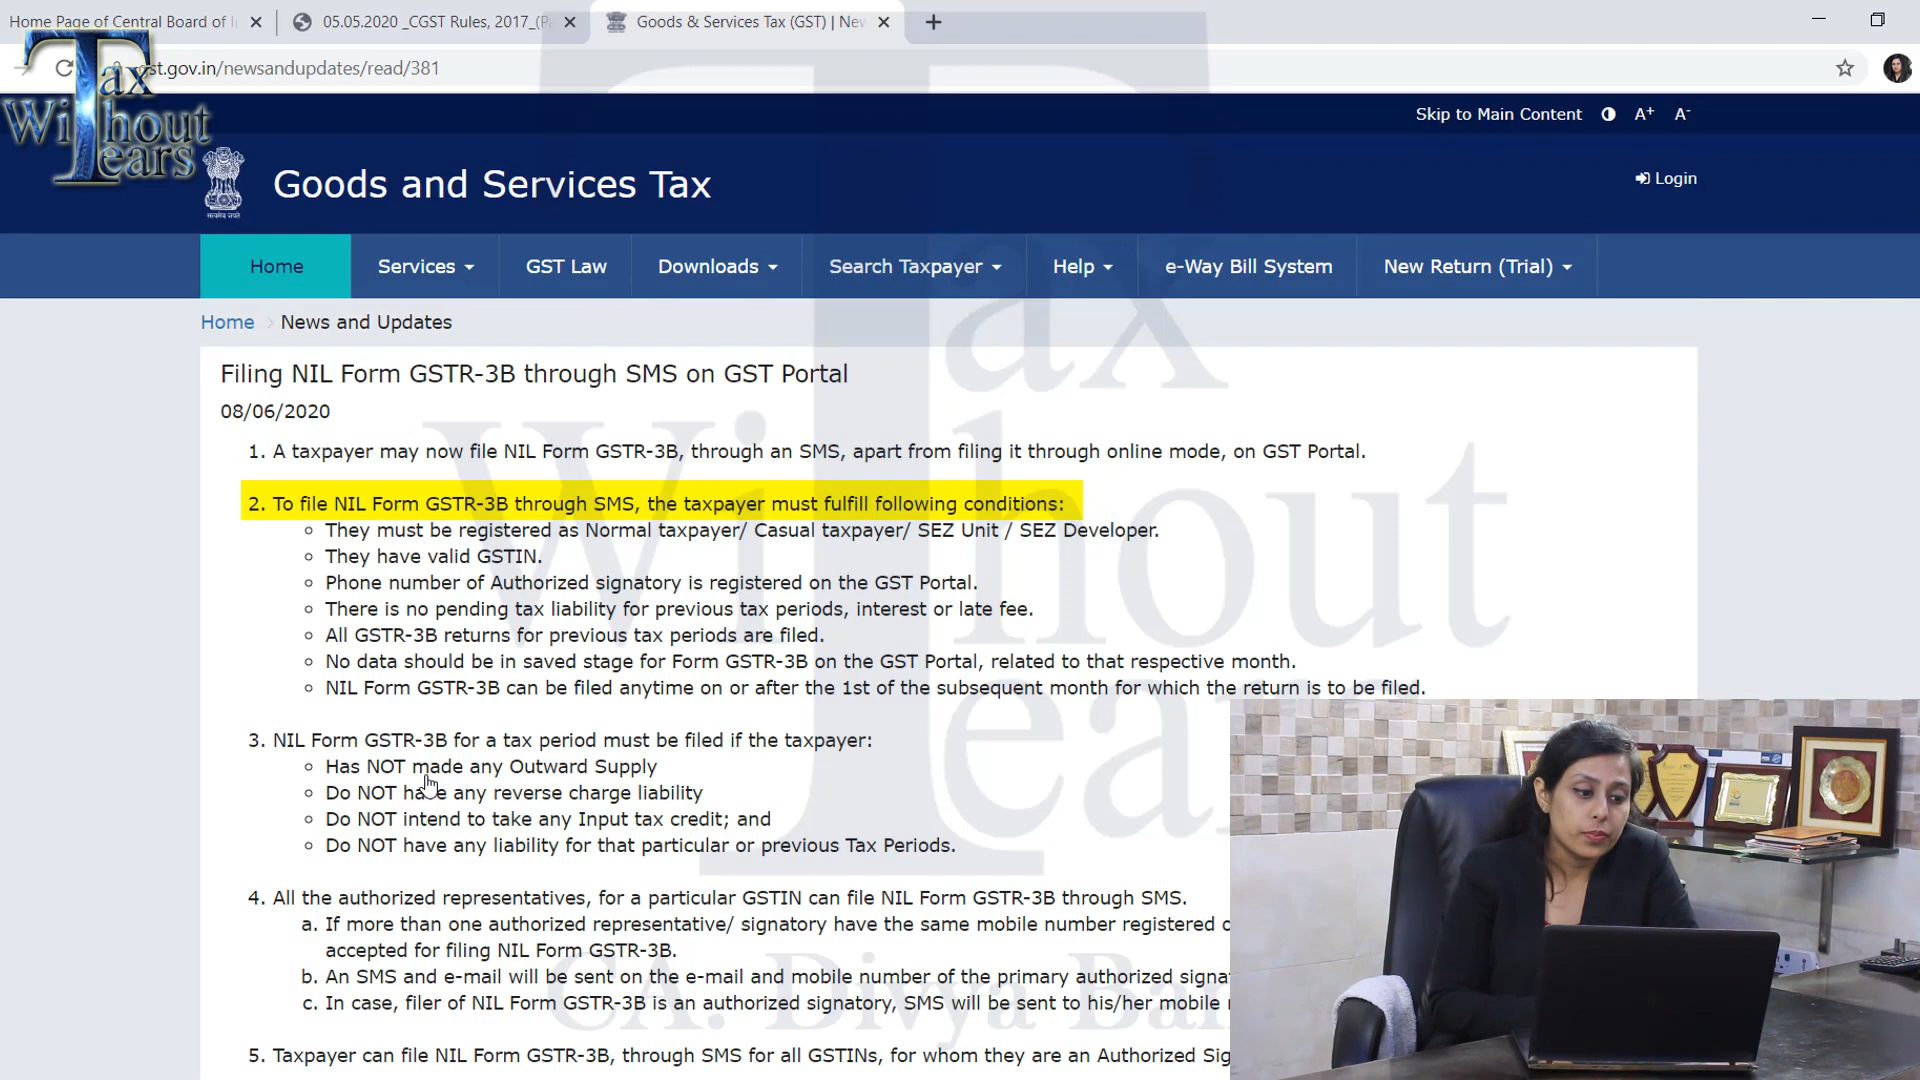 Home Page of Central Board of I
05.05.2020 _CGST Rules, 2017_(P
Goods & Services Tax (GST) | New
st.gov.in/newsandupdates/read/381
Tax
Without
Tears
Skip to Main Content
A+ A-
सत्यमेव जयते
Goods and Services Tax
Login
Home
Services
GST Law
Downloads
Search Taxpayer
Help
e-Way Bill System
New Return (Trial)
Home > News and Updates
Filing NIL Form GSTR-3B through SMS on GST Portal
08/06/2020
1. A taxpayer may now file NIL Form GSTR-3B, through an SMS, apart from filing it through online mode, on GST Portal.
2. To file NIL Form GSTR-3B through SMS, the taxpayer must fulfill following conditions:
They must be registered as Normal taxpayer/ Casual taxpayer/ SEZ Unit / SEZ Developer.
They have valid GSTIN.
Phone number of Authorized signatory is registered on the GST Portal.
There is no pending tax liability for previous tax periods, interest or late fee.
All GSTR-3B returns for previous tax periods are filed.
No data should be in saved stage for Form GSTR-3B on the GST Portal, related to that respective month.
NIL Form GSTR-3B can be filed anytime on or after the 1st of the subsequent month for which the return is to be filed.
3. NIL Form GSTR-3B for a tax period must be filed if the taxpayer:
Has NOT made any Outward Supply
Do NOT have any reverse charge liability
Do NOT intend to take any Input tax credit; and
Do NOT have any liability for that particular or previous Tax Periods.
4. All the authorized representatives, for a particular GSTIN can file NIL Form GSTR-3B through SMS.
a. If more than one authorized representative/ signatory have the same mobile number registered o
accepted for filing NIL Form GSTR-3B.
b. An SMS and e-mail will be sent on the e-mail and mobile number of the primary authorized signa
c. In case, filer of NIL Form GSTR-3B is an authorized signatory, SMS will be sent to his/her mobile
5. Taxpayer can file NIL Form GSTR-3B, through SMS for all GSTINs, for whom they are an Authorized Sig
Tax
Without
Tears
CA. Divya Ban